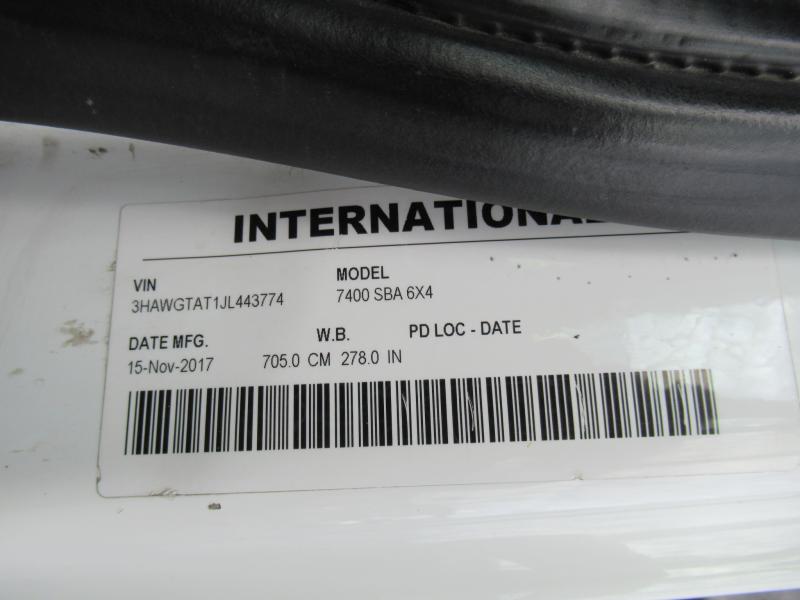 INTERNATIONAL
VIN MODEL
3HAWGTAT1JL443774 7400 SBA 6X4
DATE MFG. W.B. PD LOC - DATE
15-Nov-2017 705.0 CM 278.0 IN